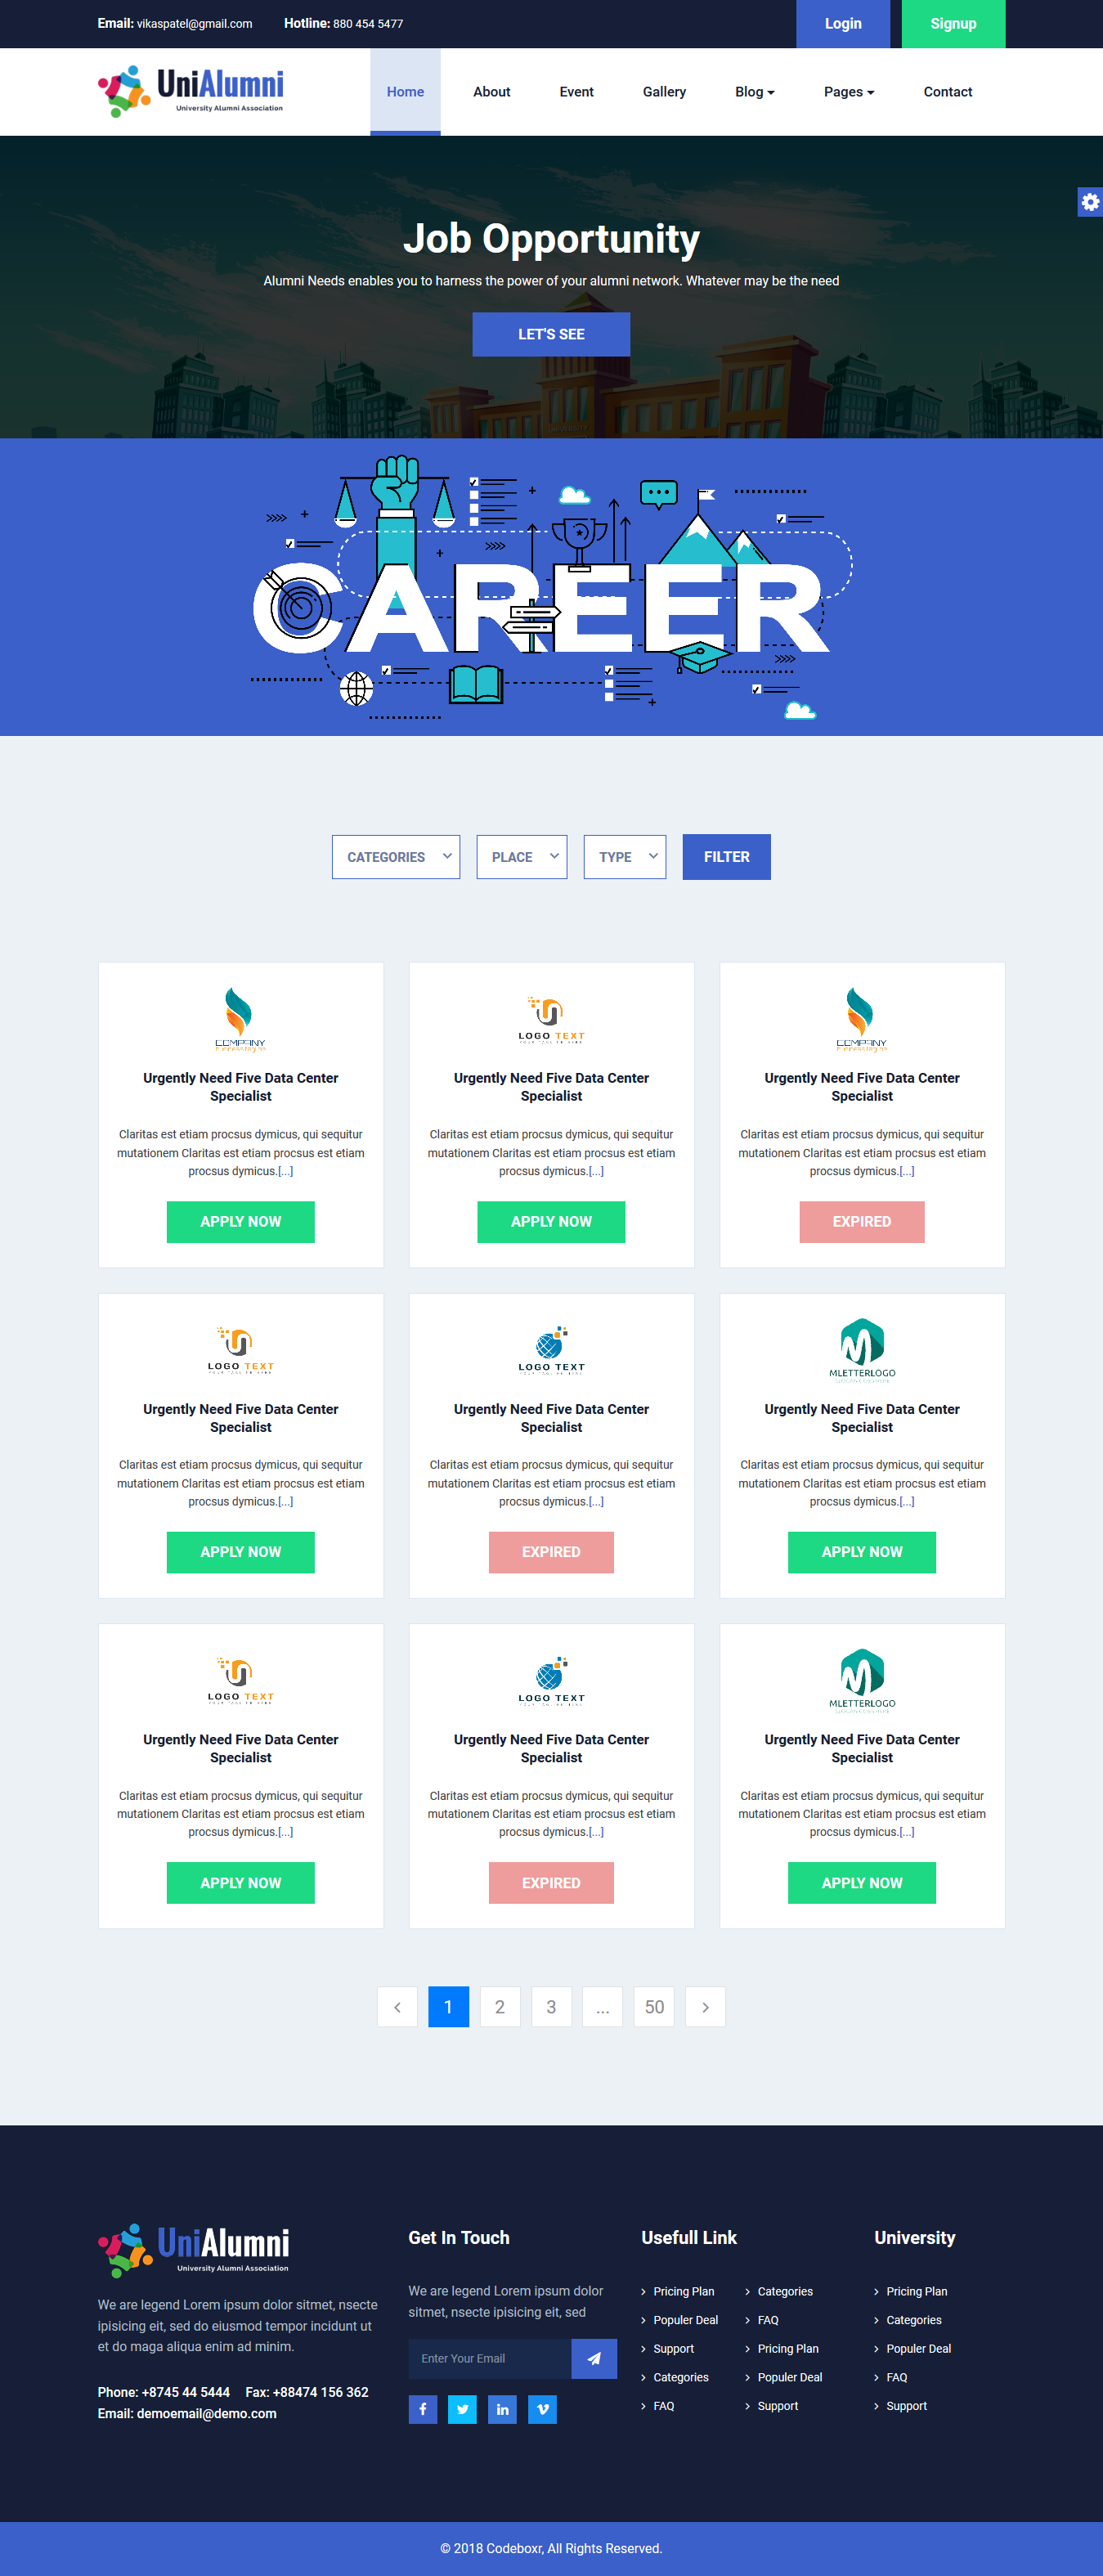 Email: vikaspatel@gmail.com Hotline: 880 454 5477 Login Signup
UniAlumni
University Alumni Association
Home About Event Gallery Blog Pages Contact
Job Opportunity
Alumni Needs enables you to harness the power of your alumni network. Whatever may be the need
LET'S SEE
CAREER
CATEGORIES PLACE TYPE FILTER
COMPANY
Urgently Need Five Data Center
Specialist
Claritas est etiam procsus dymicus, qui sequitur
mutationem Claritas est etiam procsus est etiam
procsus dymicus.[...]
APPLY NOW
LOGO TEXT
Urgently Need Five Data Center
Specialist
Claritas est etiam procsus dymicus, qui sequitur
mutationem Claritas est etiam procsus est etiam
procsus dymicus.[...]
APPLY NOW
COMPANY
Urgently Need Five Data Center
Specialist
Claritas est etiam procsus dymicus, qui sequitur
mutationem Claritas est etiam procsus est etiam
procsus dymicus.[...]
EXPIRED
LOGO TEXT
Urgently Need Five Data Center
Specialist
Claritas est etiam procsus dymicus, qui sequitur
mutationem Claritas est etiam procsus est etiam
procsus dymicus.[...]
APPLY NOW
LOGO TEXT
Urgently Need Five Data Center
Specialist
Claritas est etiam procsus dymicus, qui sequitur
mutationem Claritas est etiam procsus est etiam
procsus dymicus.[...]
EXPIRED
MLETTERLOGO
Urgently Need Five Data Center
Specialist
Claritas est etiam procsus dymicus, qui sequitur
mutationem Claritas est etiam procsus est etiam
procsus dymicus.[...]
APPLY NOW
LOGO TEXT
Urgently Need Five Data Center
Specialist
Claritas est etiam procsus dymicus, qui sequitur
mutationem Claritas est etiam procsus est etiam
procsus dymicus.[...]
APPLY NOW
LOGO TEXT
Urgently Need Five Data Center
Specialist
Claritas est etiam procsus dymicus, qui sequitur
mutationem Claritas est etiam procsus est etiam
procsus dymicus.[...]
EXPIRED
MLETTERLOGO
Urgently Need Five Data Center
Specialist
Claritas est etiam procsus dymicus, qui sequitur
mutationem Claritas est etiam procsus est etiam
procsus dymicus.[...]
APPLY NOW
1 2 3 ... 50
UniAlumni
University Alumni Association
We are legend Lorem ipsum dolor sitmet, nsecte
ipisicing eit, sed do eiusmod tempor incidunt ut
et do maga aliqua enim ad minim.
Phone: +8745 44 5444 Fax: +88474 156 362
Email: demoemail@demo.com
Get In Touch
We are legend Lorem ipsum dolor
sitmet, nsecte ipisicing eit, sed
Enter Your Email
Usefull Link
Pricing Plan
Populer Deal
Support
Categories
FAQ
Categories
FAQ
Pricing Plan
Populer Deal
Support
University
Pricing Plan
Categories
Populer Deal
FAQ
Support
© 2018 Codeboxr, All Rights Reserved.